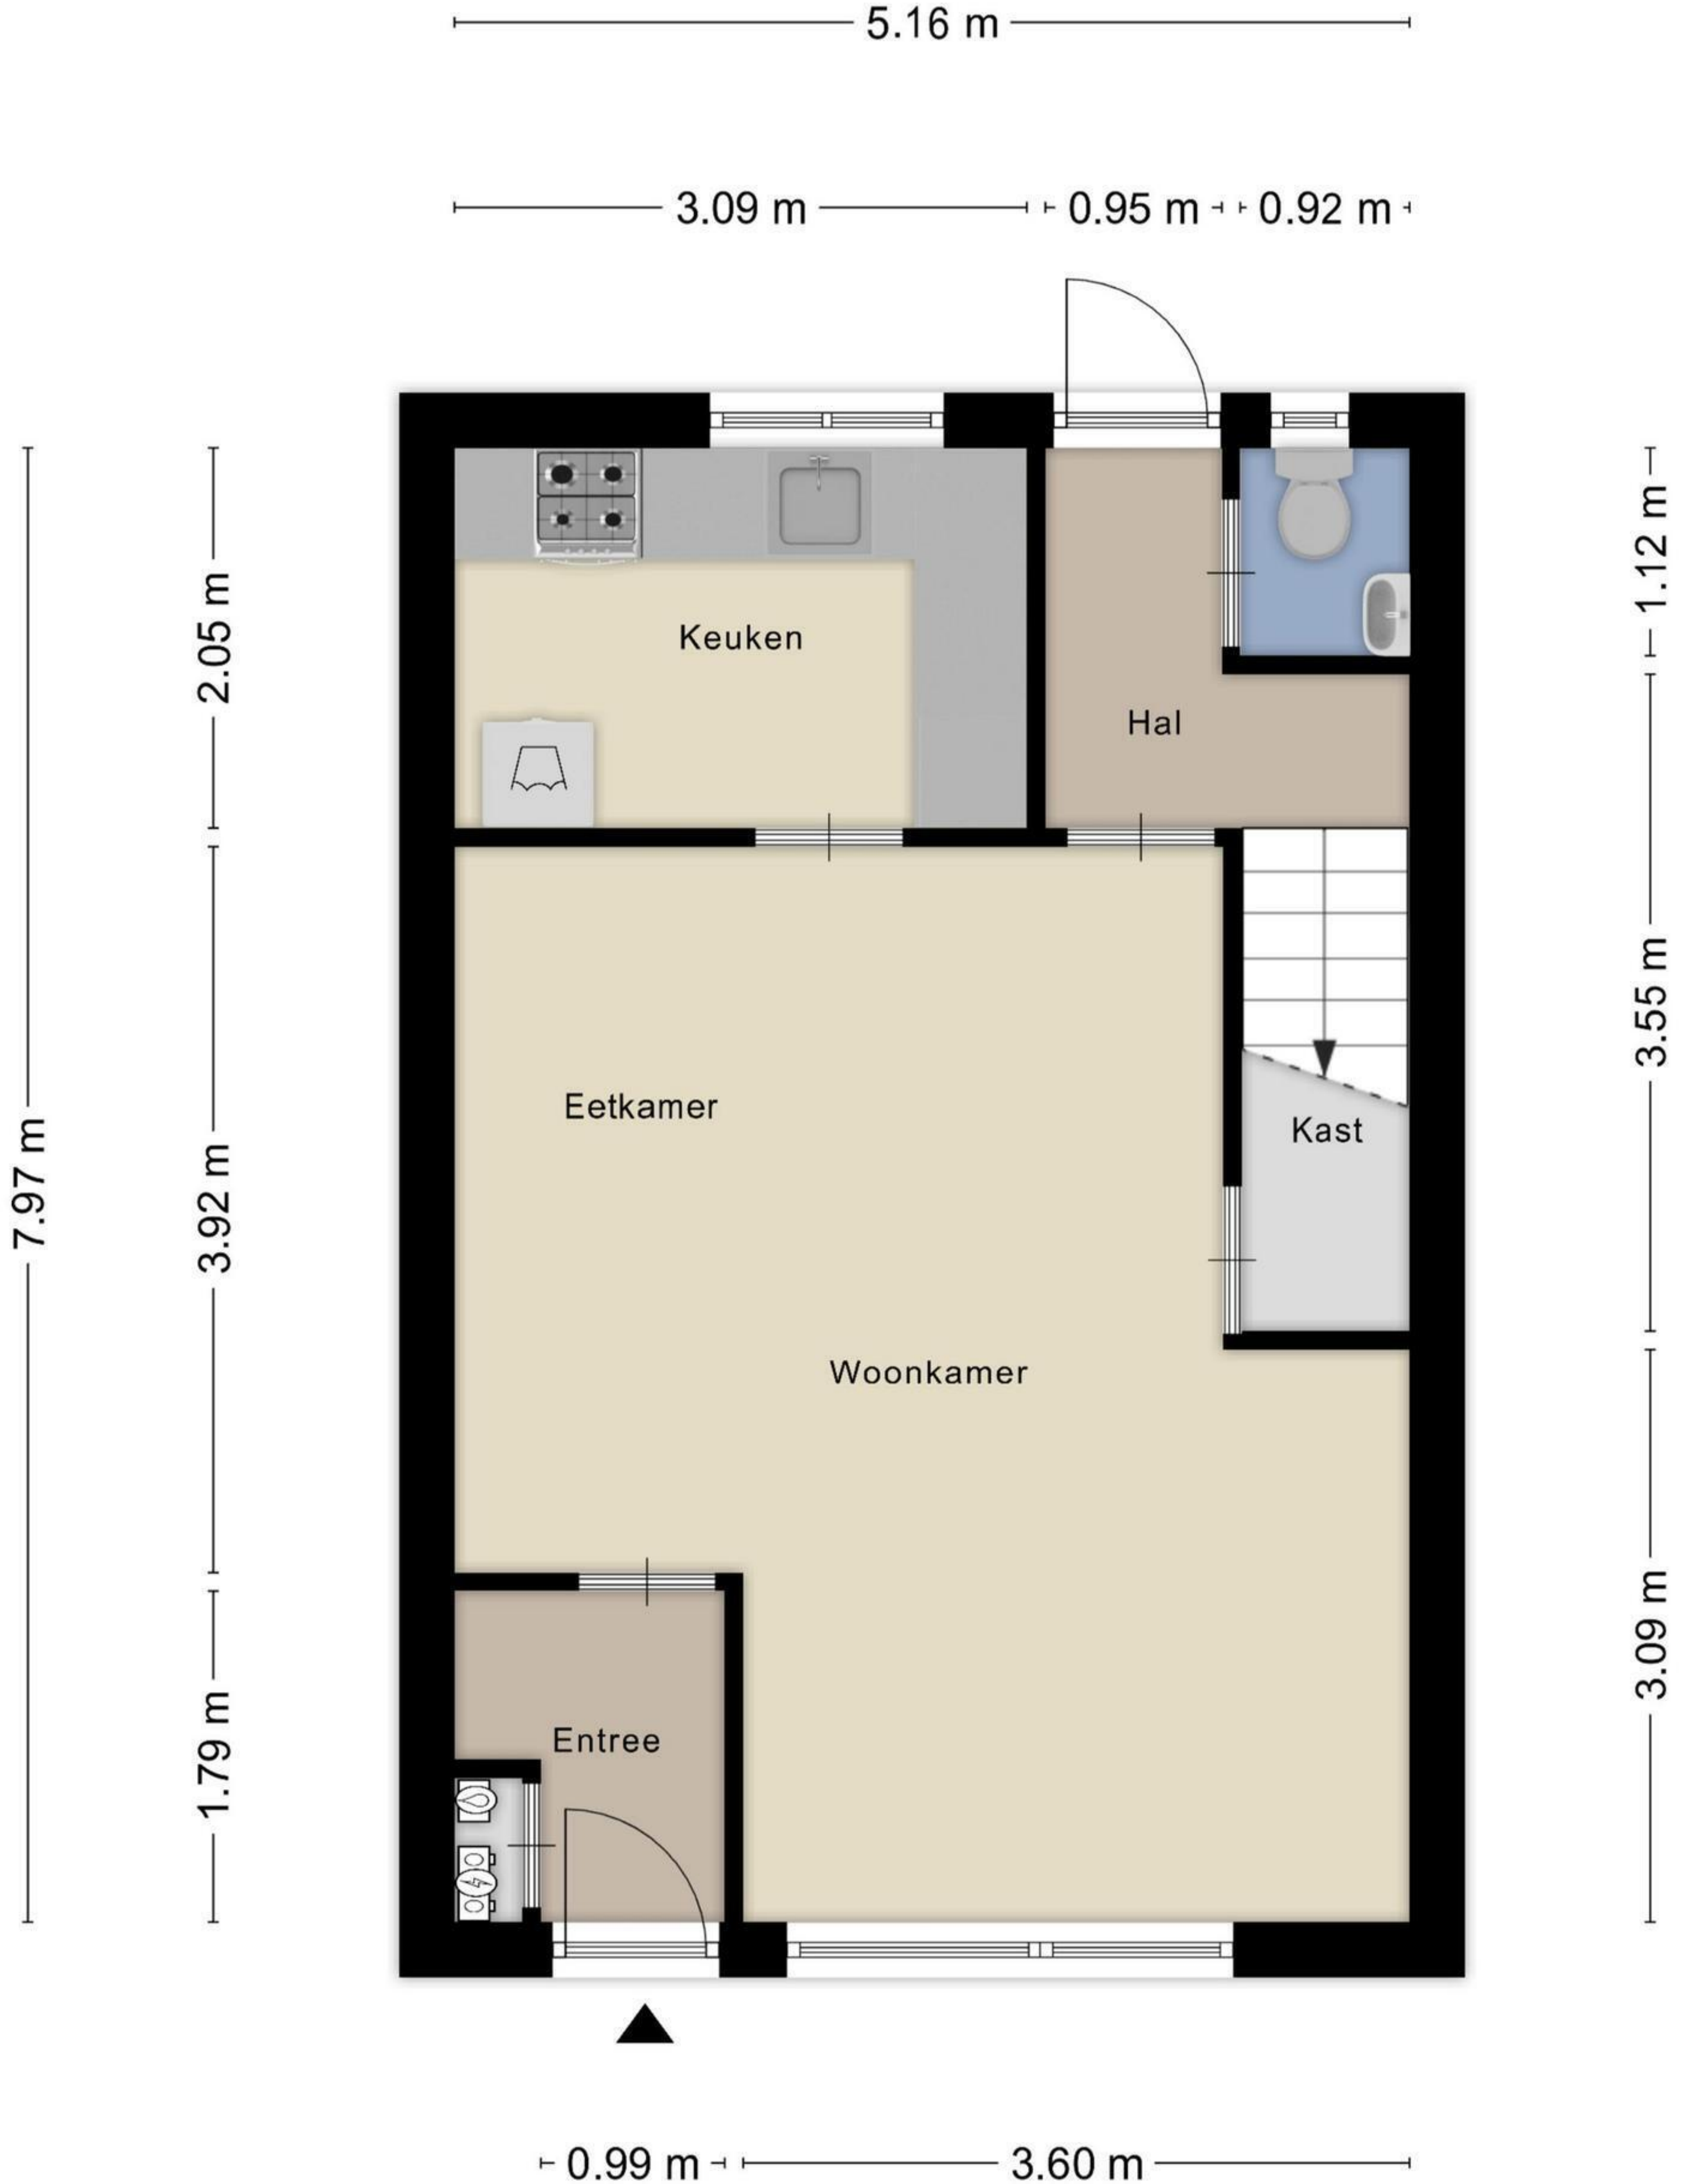 5.16 m
3.09 m
0.95 m
0.92 m
2.05 m
1.12 m
Keuken
Hal
7.97 m
3.92 m
3.55 m
Eetkamer
Kast
Woonkamer
1.79 m
3.09 m
Entree
0.99 m
3.60 m